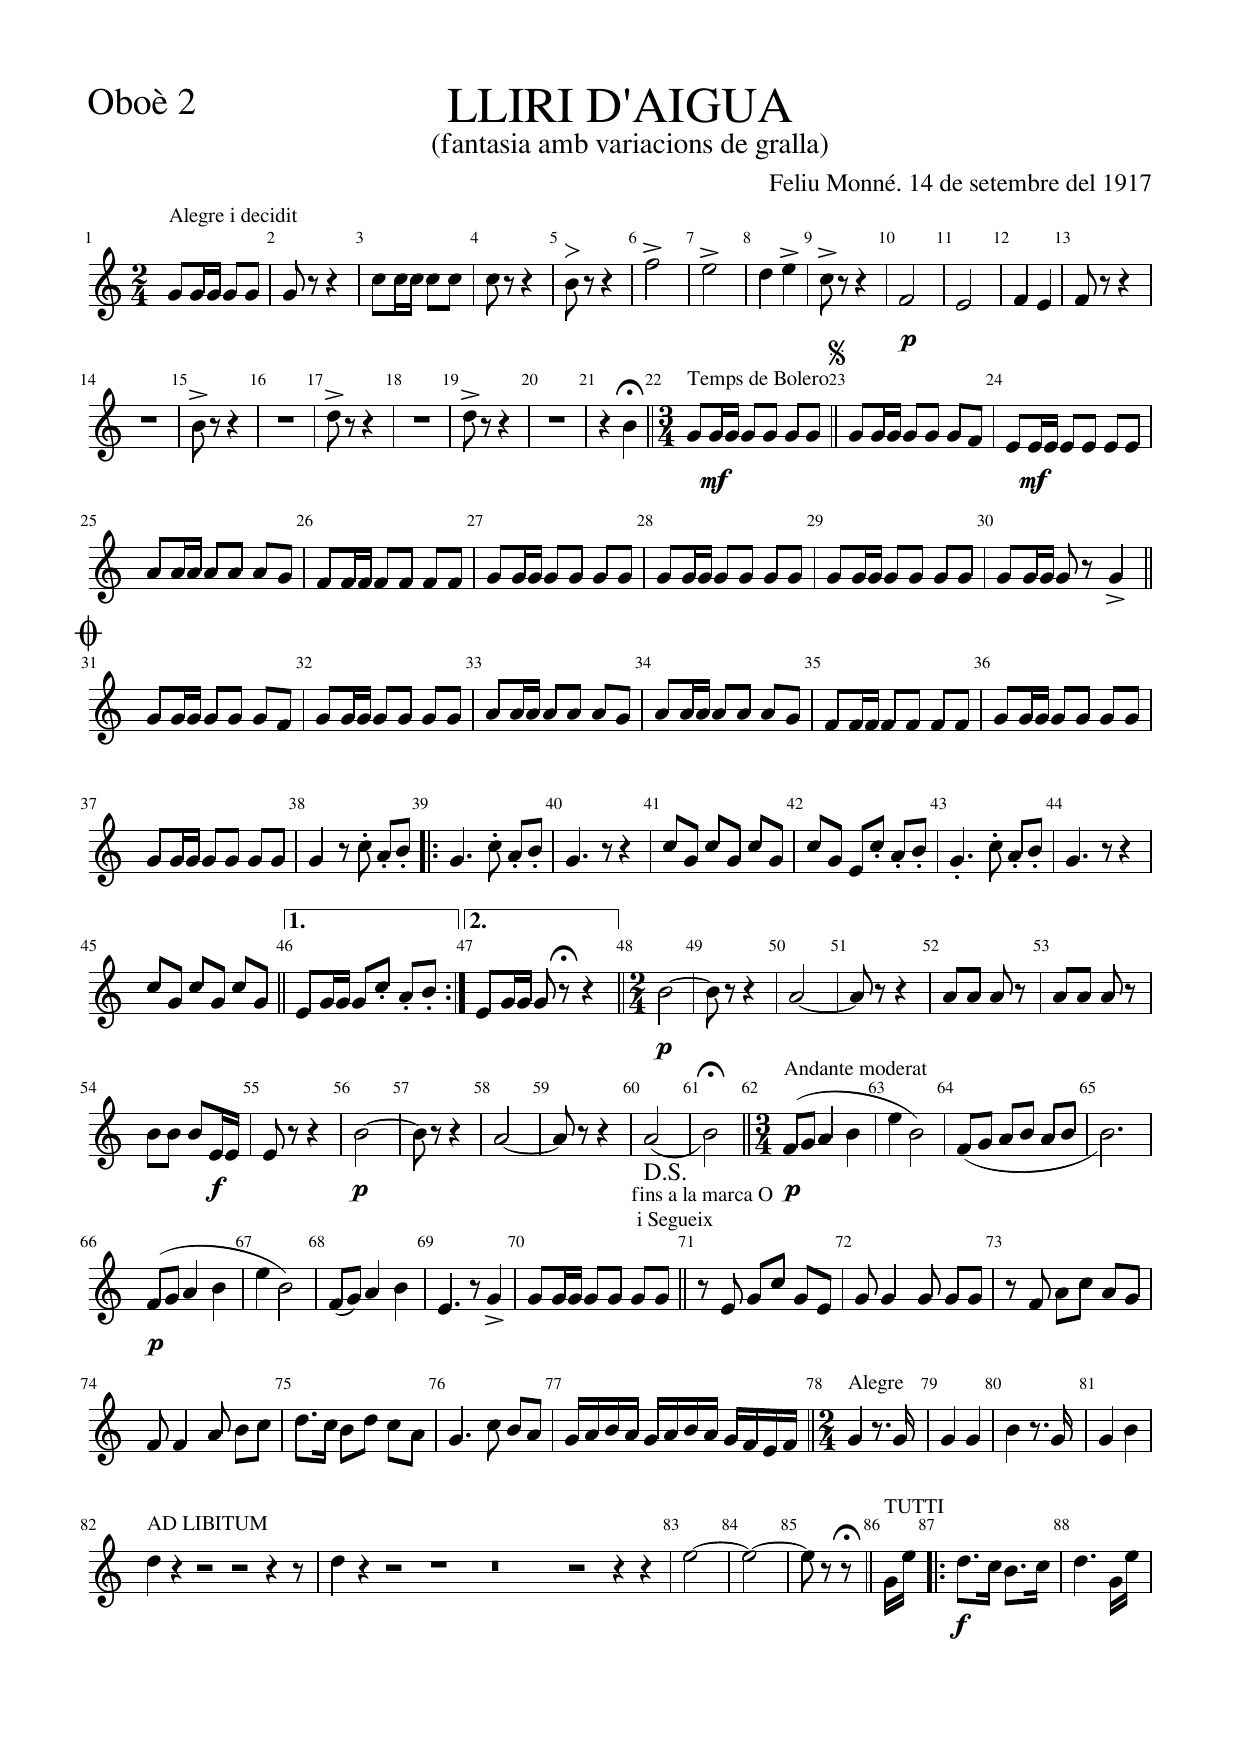 Oboè 2
LLIRI D'AIGUA
(fantasia amb variacions de gralla)
Feliu Monné. 14 de setembre del 1917
Alegre i decidit
1 2 3 4 5 6 7 8 9 10 11 12 13
p
14 15 16 17 18 19 20 21 22 Temps de Bolero 23 24
mf mf
25 26 27 28 29 30
31 32 33 34 35 36
37 38 39 40 41 42 43 44
1. 2.
45 46 47 48 49 50 51 52 53
p
Andante moderat
54 55 56 57 58 59 60 61 62 63 64 65
f p p
D.S.
fins a la marca O
i Segueix
66 67 68 69 70 71 72 73
p
74 75 76 77 78 Alegre 79 80 81
TUTTI
82 AD LIBITUM 83 84 85 86 87 88
f